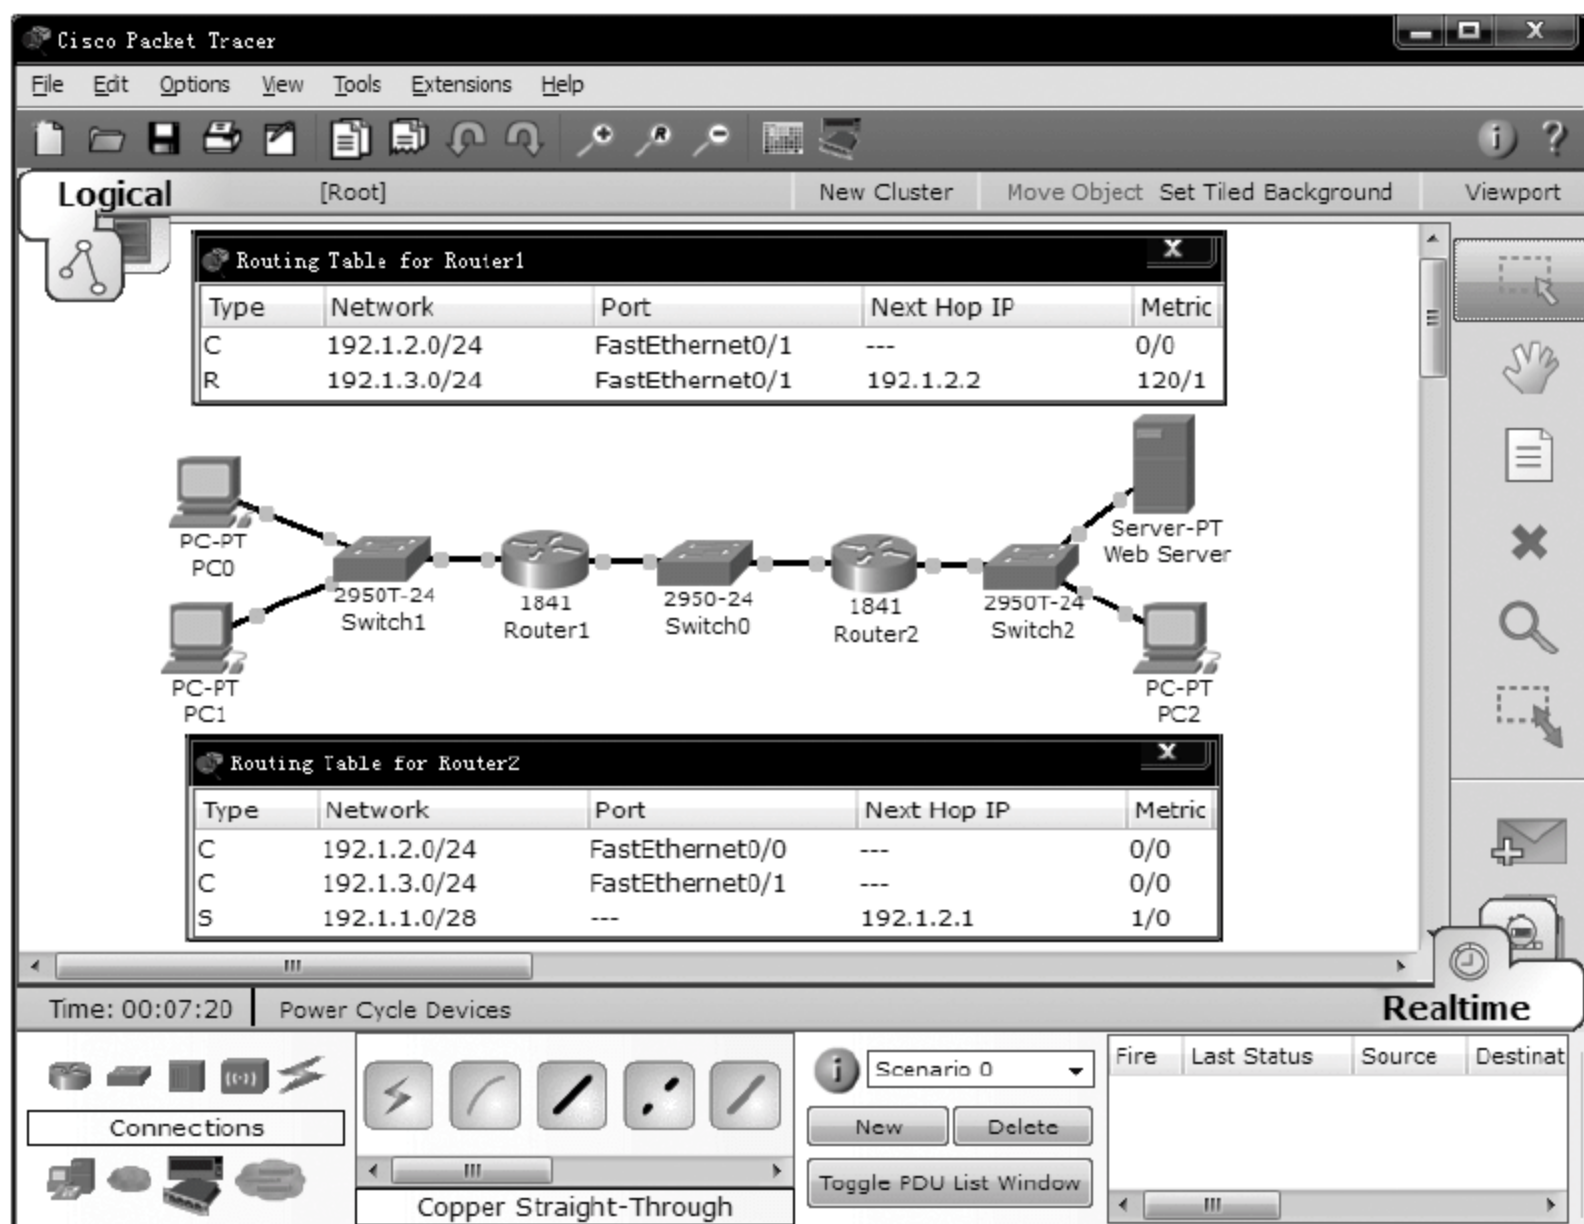 Cisco Packet Tracer
File Edit Options View Tools Extensions Help
Logical [Root] New Cluster Move Object Set Tiled Background Viewport
Routing Table for Router1
Type Network Port Next Hop IP Metric
C 192.1.2.0/24 FastEthernet0/1 --- 0/0
R 192.1.3.0/24 FastEthernet0/1 192.1.2.2 120/1
PC-PT
PC0
2950T-24
Switch1
1841
Router1
2950-24
Switch0
1841
Router2
2950T-24
Switch2
Server-PT
Web Server
PC-PT
PC1
PC-PT
PC2
Routing Table for Router2
Type Network Port Next Hop IP Metric
C 192.1.2.0/24 FastEthernet0/0 --- 0/0
C 192.1.3.0/24 FastEthernet0/1 --- 0/0
S 192.1.1.0/28 --- 192.1.2.1 1/0
Time: 00:07:20 Power Cycle Devices Realtime
Connections
Copper Straight-Through
Scenario 0
New Delete
Toggle PDU List Window
Fire Last Status Source Destinat